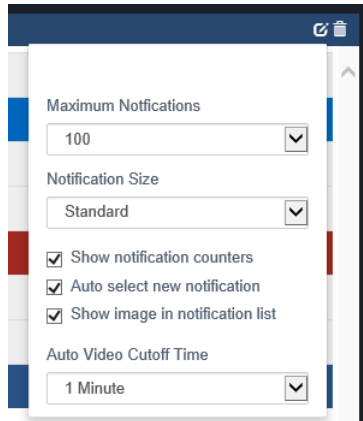 Maximum Notfications
100
Notification Size
Standard
Show notification counters
Auto select new notification
Show image in notification list
Auto Video Cutoff Time
1 Minute